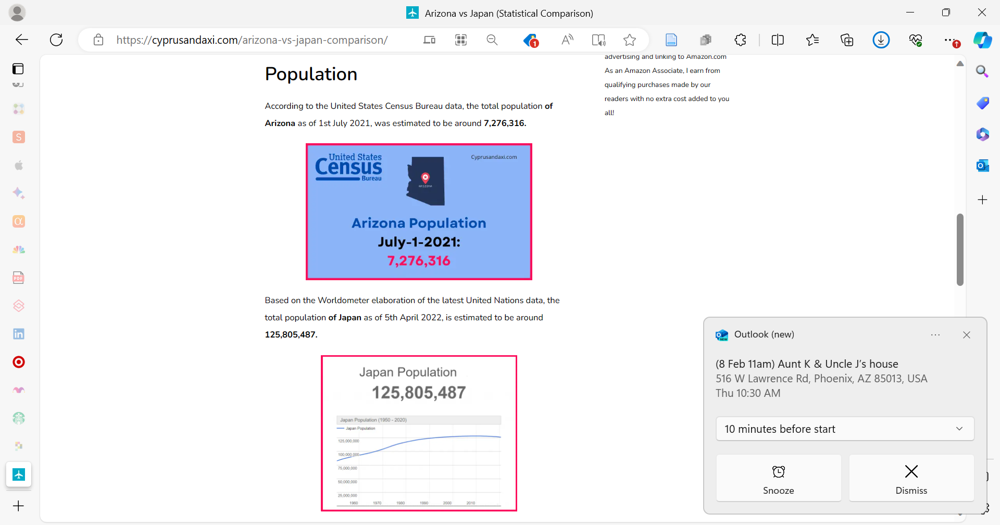 Arizona vs Japan (Statistical Comparison)
https://cyprusandaxi.com/arizona-vs-japan-comparison/
1
advertising and linking to Amazon.com
As an Amazon Associate, I earn from
qualifying purchases made by our
readers with no extra cost added to you
all!
Population
According to the United States Census Bureau data, the total population of
Arizona as of 1st July 2021, was estimated to be around 7,276,316.
United States
Census
Bureau
Cyprusandaxi.com
ARIZONA
Arizona Population
July-1-2021:
7,276,316
Based on the Worldometer elaboration of the latest United Nations data, the
total population of Japan as of 5th April 2022, is estimated to be around
125,805,487.
Japan Population
125,805,487
Japan Population (1950 - 2020)
Japan Population
125,000,000
100,000,000
75,000,000
50,000,000
25,000,000
1960 1970 1980 1990 2000 2010
S
α
PDF
in
Outlook (new)
NEW
(8 Feb 11am) Aunt K & Uncle J's house
516 W Lawrence Rd, Phoenix, AZ 85013, USA
Thu 10:30 AM
10 minutes before start
Snooze
Dismiss